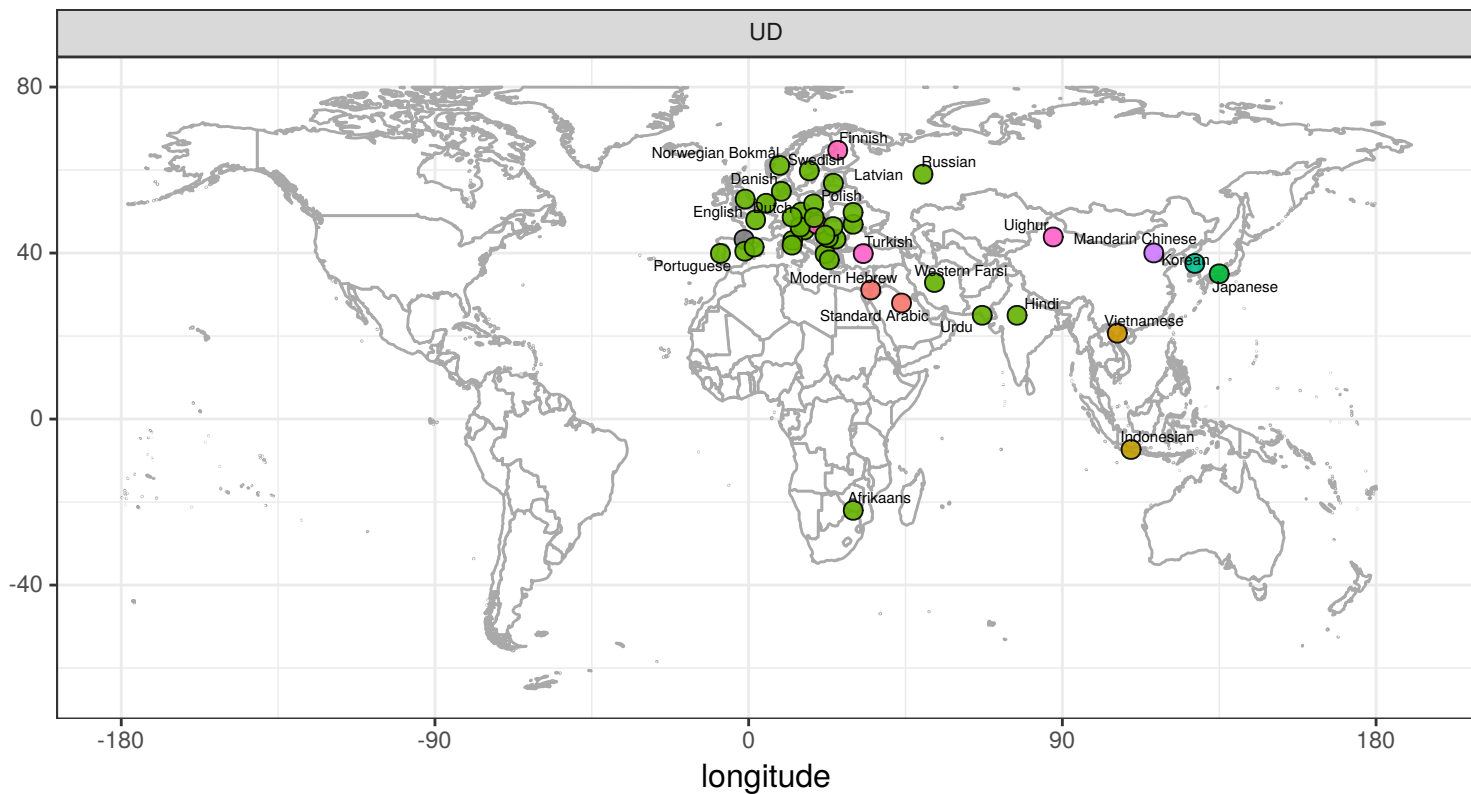 UD
80
Finnish
Norwegian Bokmål
Swedish
Russian
Danish
Latvian
Polish
English
Dutch
Uighur
Mandarin Chinese
40
Turkish
Korean
Portuguese
Modern Hebrew
Western Farsi
Japanese
Hindi
Standard Arabic
Urdu
Vietnamese
0
Indonesian
Afrikaans
-40
-180
-90
0
90
180
longitude